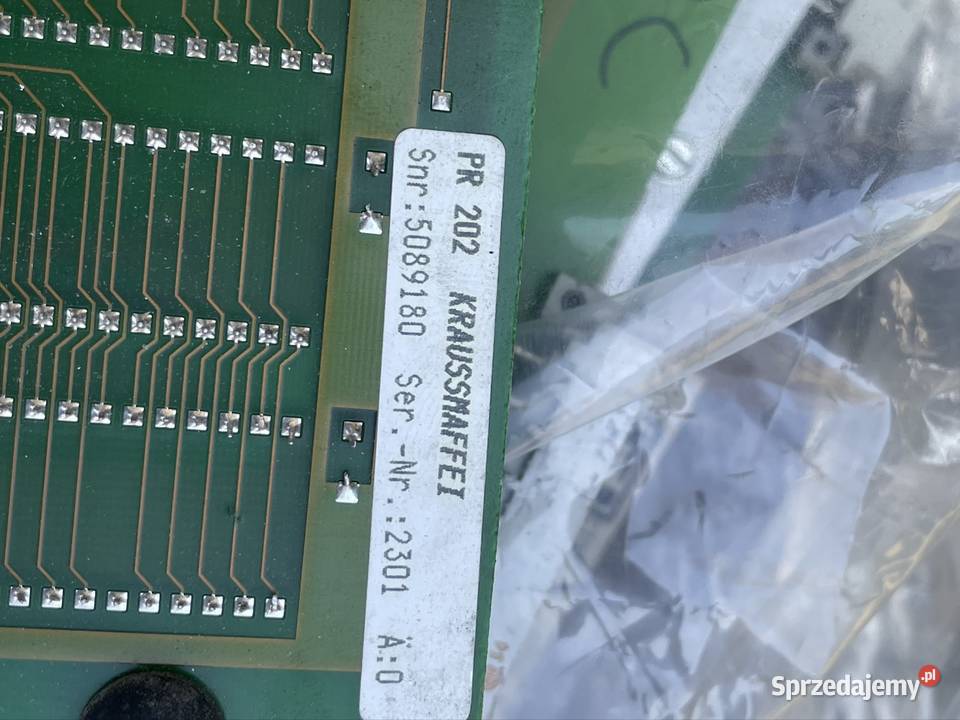 PR 202 KRAUSSMAFFEI
Snr:5089180 Ser.-Nr.:2301 Ä:0
Sprzedajemy.pl